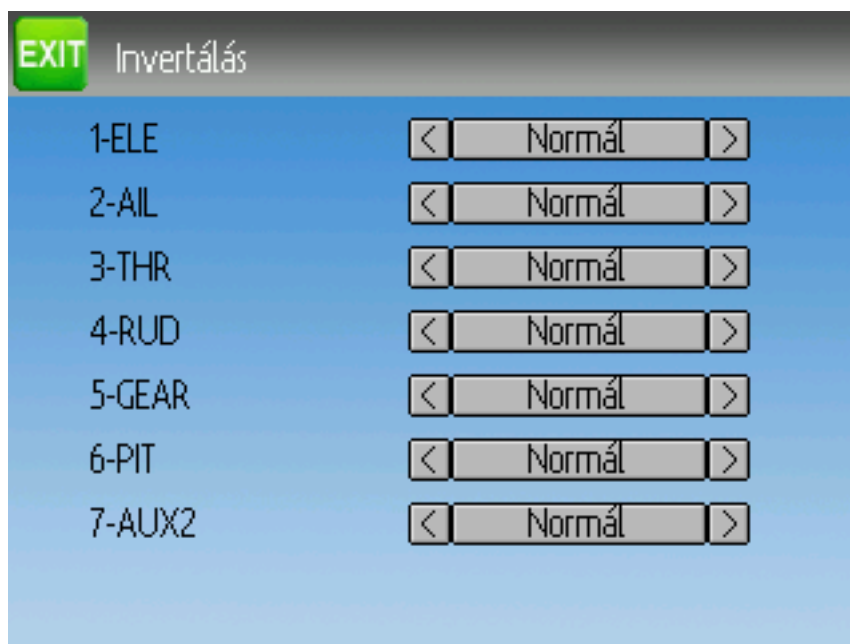 EXIT Invertálás
1-ELE < Normál >
2-AIL < Normál >
3-THR < Normál >
4-RUD < Normál >
5-GEAR < Normál >
6-PIT < Normál >
7-AUX2 < Normál >